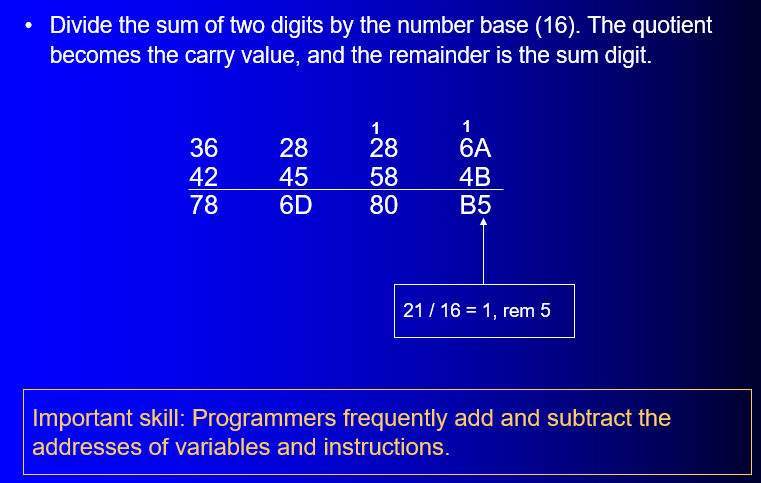 • Divide the sum of two digits by the number base (16). The quotient
becomes the carry value, and the remainder is the sum digit.
1 1
36 28 28 6A
42 45 58 4B
78 6D 80 B5
21 / 16 = 1, rem 5
Important skill: Programmers frequently add and subtract the
addresses of variables and instructions.